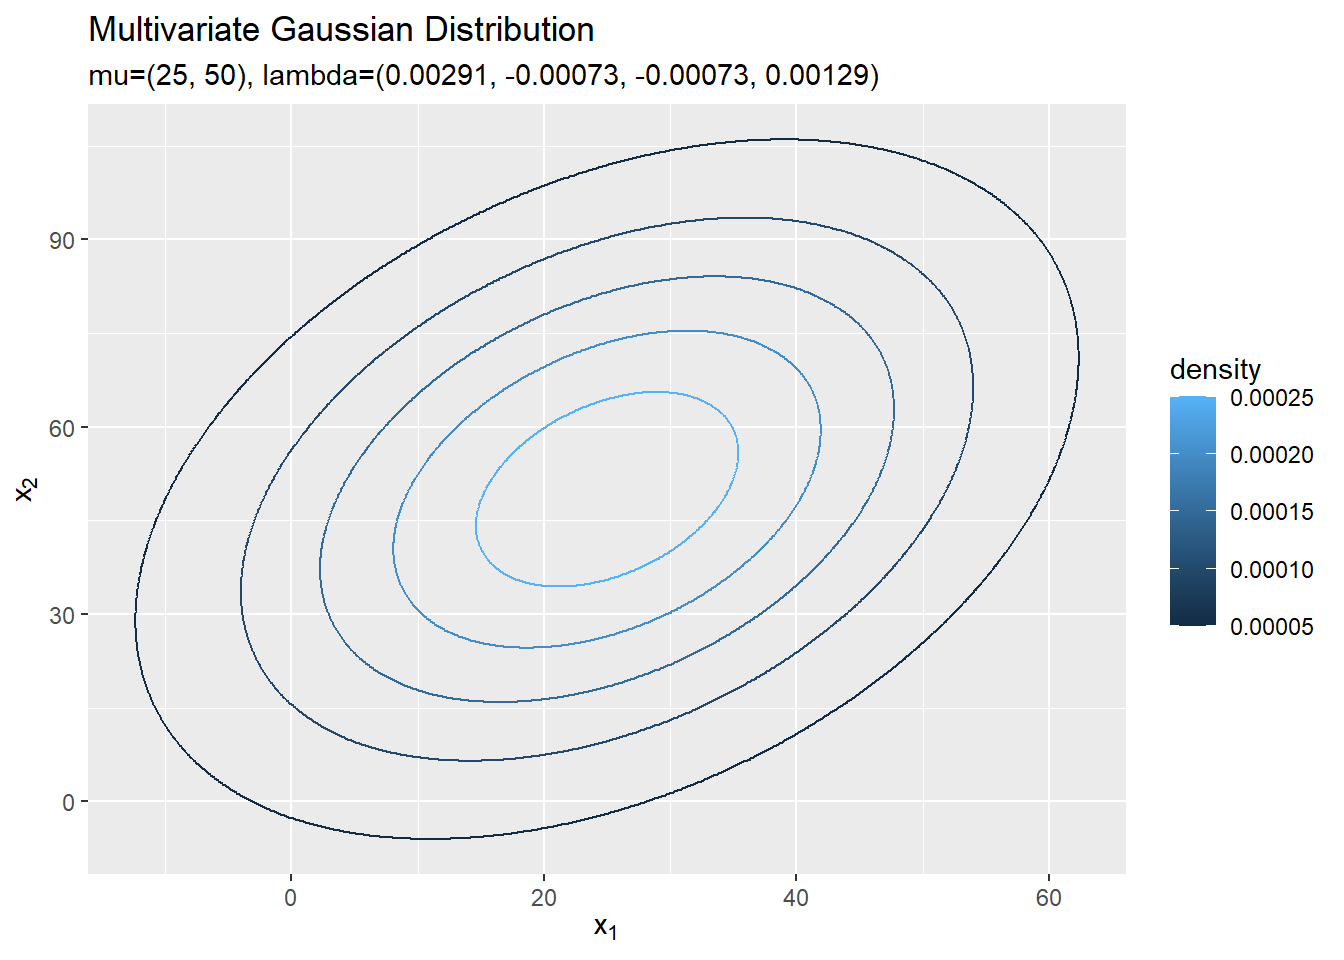 Multivariate Gaussian Distribution
mu=(25, 50), lambda=(0.00291, -0.00073, -0.00073, 0.00129)
90
60
30
0
x2
0
20
40
60
x1
density
0.00025
0.00020
0.00015
0.00010
0.00005